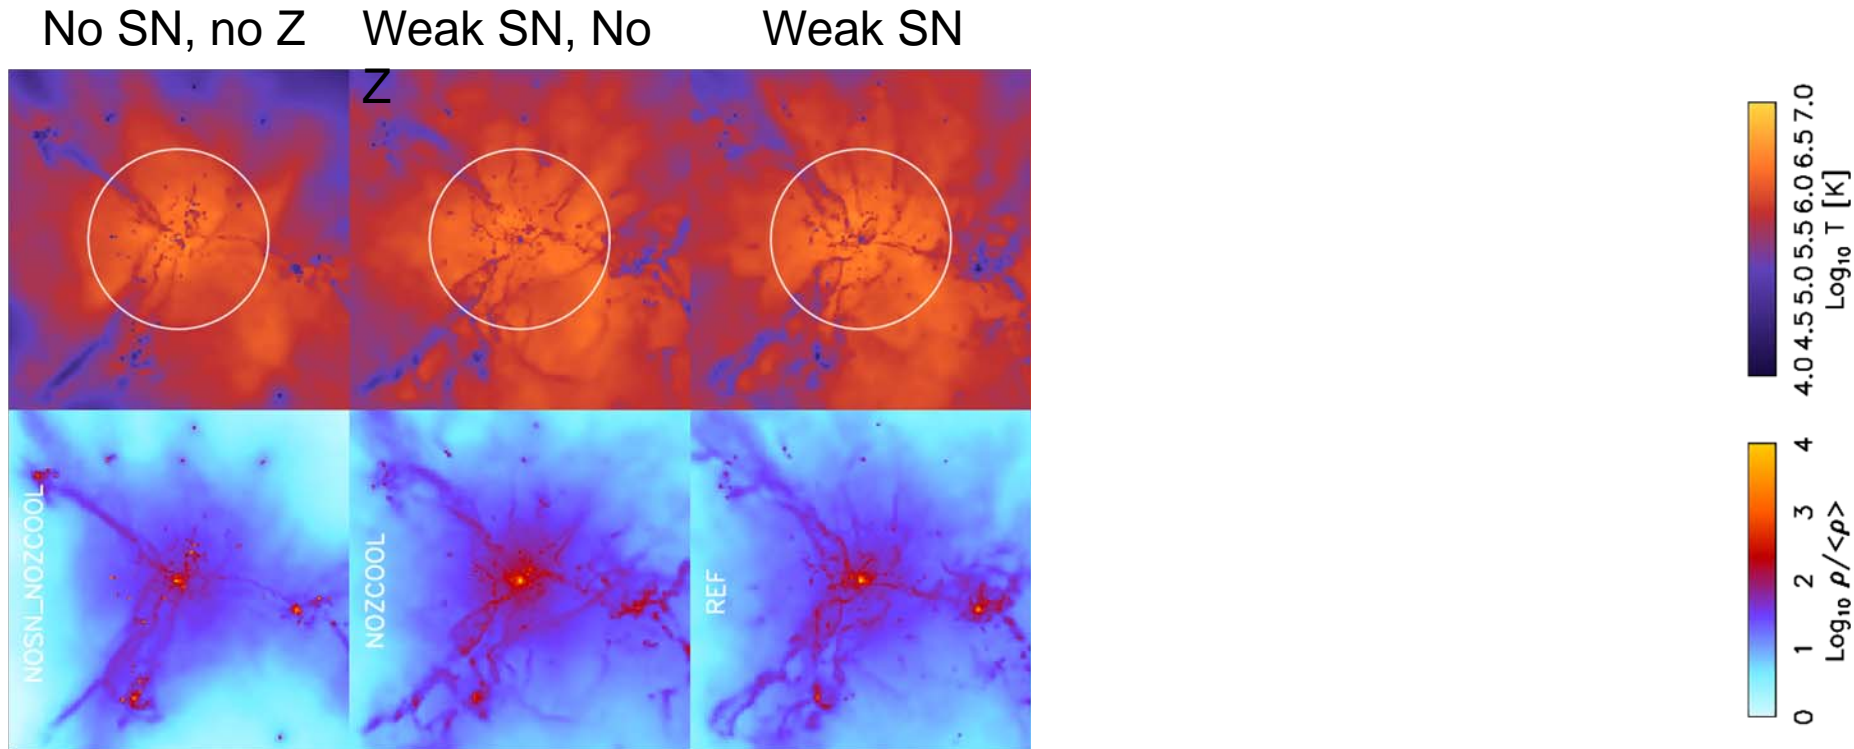 No SN, no Z
Weak SN, No
Z
Weak SN
NOSN_NOZCOOL
NOZCOOL
REF
4.0 4.5 5.0 5.5 6.0 6.5 7.0
Log₁₀ T [K]
0 1 2 3 4
Log₁₀ ρ/<ρ>